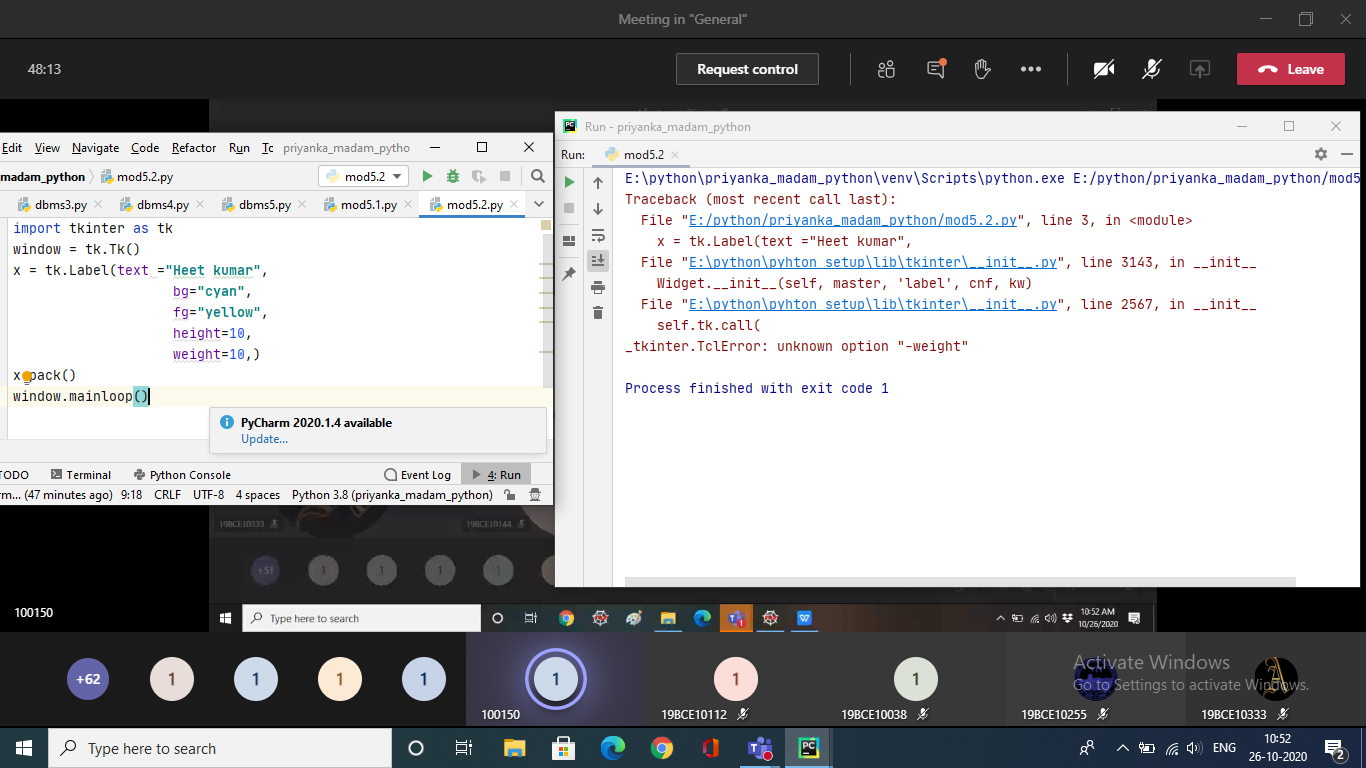 Meeting in "General"
48:13
Request control
Leave
Edit View Navigate Code Refactor Run Tc priyanka_madam_pytho
madam_python mod5.2.py
mod5.2
dbms3.py dbms4.py dbms5.py mod5.1.py mod5.2.py
import tkinter as tk
window = tk.Tk()
x = tk.Label(text ="Heet kumar",
bg="cyan",
fg="yellow",
height=10,
weight=10,)
x.pack()
window.mainloop()
PyCharm 2020.1.4 available
Update...
TODO Terminal Python Console Event Log 4: Run
rm... (47 minutes ago) 9:18 CRLF UTF-8 4 spaces Python 3.8 (priyanka_madam_python)
Run - priyanka_madam_python
Run: mod5.2
E:\python\priyanka_madam_python\venv\Scripts\python.exe E:/python/priyanka_madam_python/mod5
Traceback (most recent call last):
File "E:/python/priyanka_madam_python/mod5.2.py", line 3, in <module>
x = tk.Label(text ="Heet kumar",
File "E:\python\pyhton setup\lib\tkinter\__init__.py", line 3143, in __init__
Widget.__init__(self, master, 'label', cnf, kw)
File "E:\python\pyhton setup\lib\tkinter\__init__.py", line 2567, in __init__
self.tk.call(
_tkinter.TclError: unknown option "-weight"
Process finished with exit code 1
19BCE10333 19BCE10144
+51 1 1 1 1 1
100150
Type here to search
10:52 AM
10/26/2020
+62 1 1 1 1 1 1 1
100150 19BCE10112 19BCE10038 19BCE10255 19BCE10333
Activate Windows
Go to Settings to activate Windows.
Type here to search
ENG
10:52
26-10-2020
2